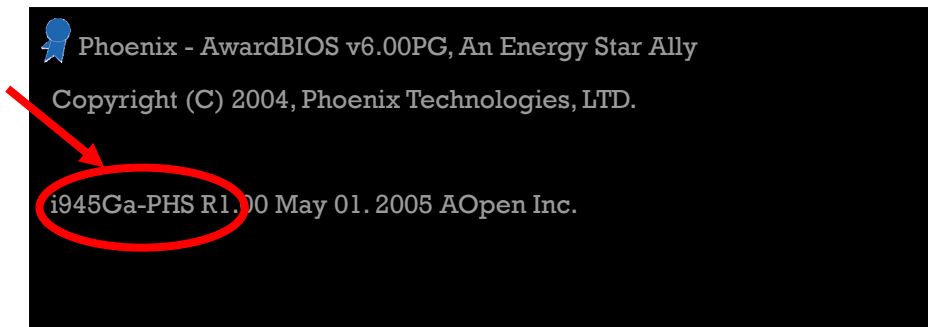 Phoenix - AwardBIOS v6.00PG, An Energy Star Ally
Copyright (C) 2004, Phoenix Technologies, LTD.
i945Ga-PHS R1.00 May 01. 2005 AOpen Inc.